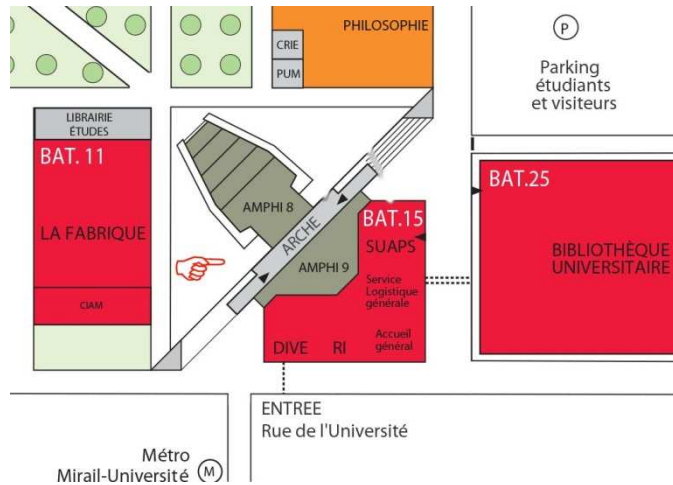 PHILOSOPHIE
CRIE
PUM
P
Parking
étudiants
et visiteurs
LIBRAIRIE
ÉTUDES
BAT. 11
LA FABRIQUE
CIAM
AMPHI 8
ARCHE
AMPHI 9
BAT.15
SUAPS
Service
Logistique
générale
Accueil
général
DIVE RI
BAT.25
BIBLIOTHÈQUE
UNIVERSITAIRE
ENTREE
Rue de l'Université
Métro
Mirail-Université M